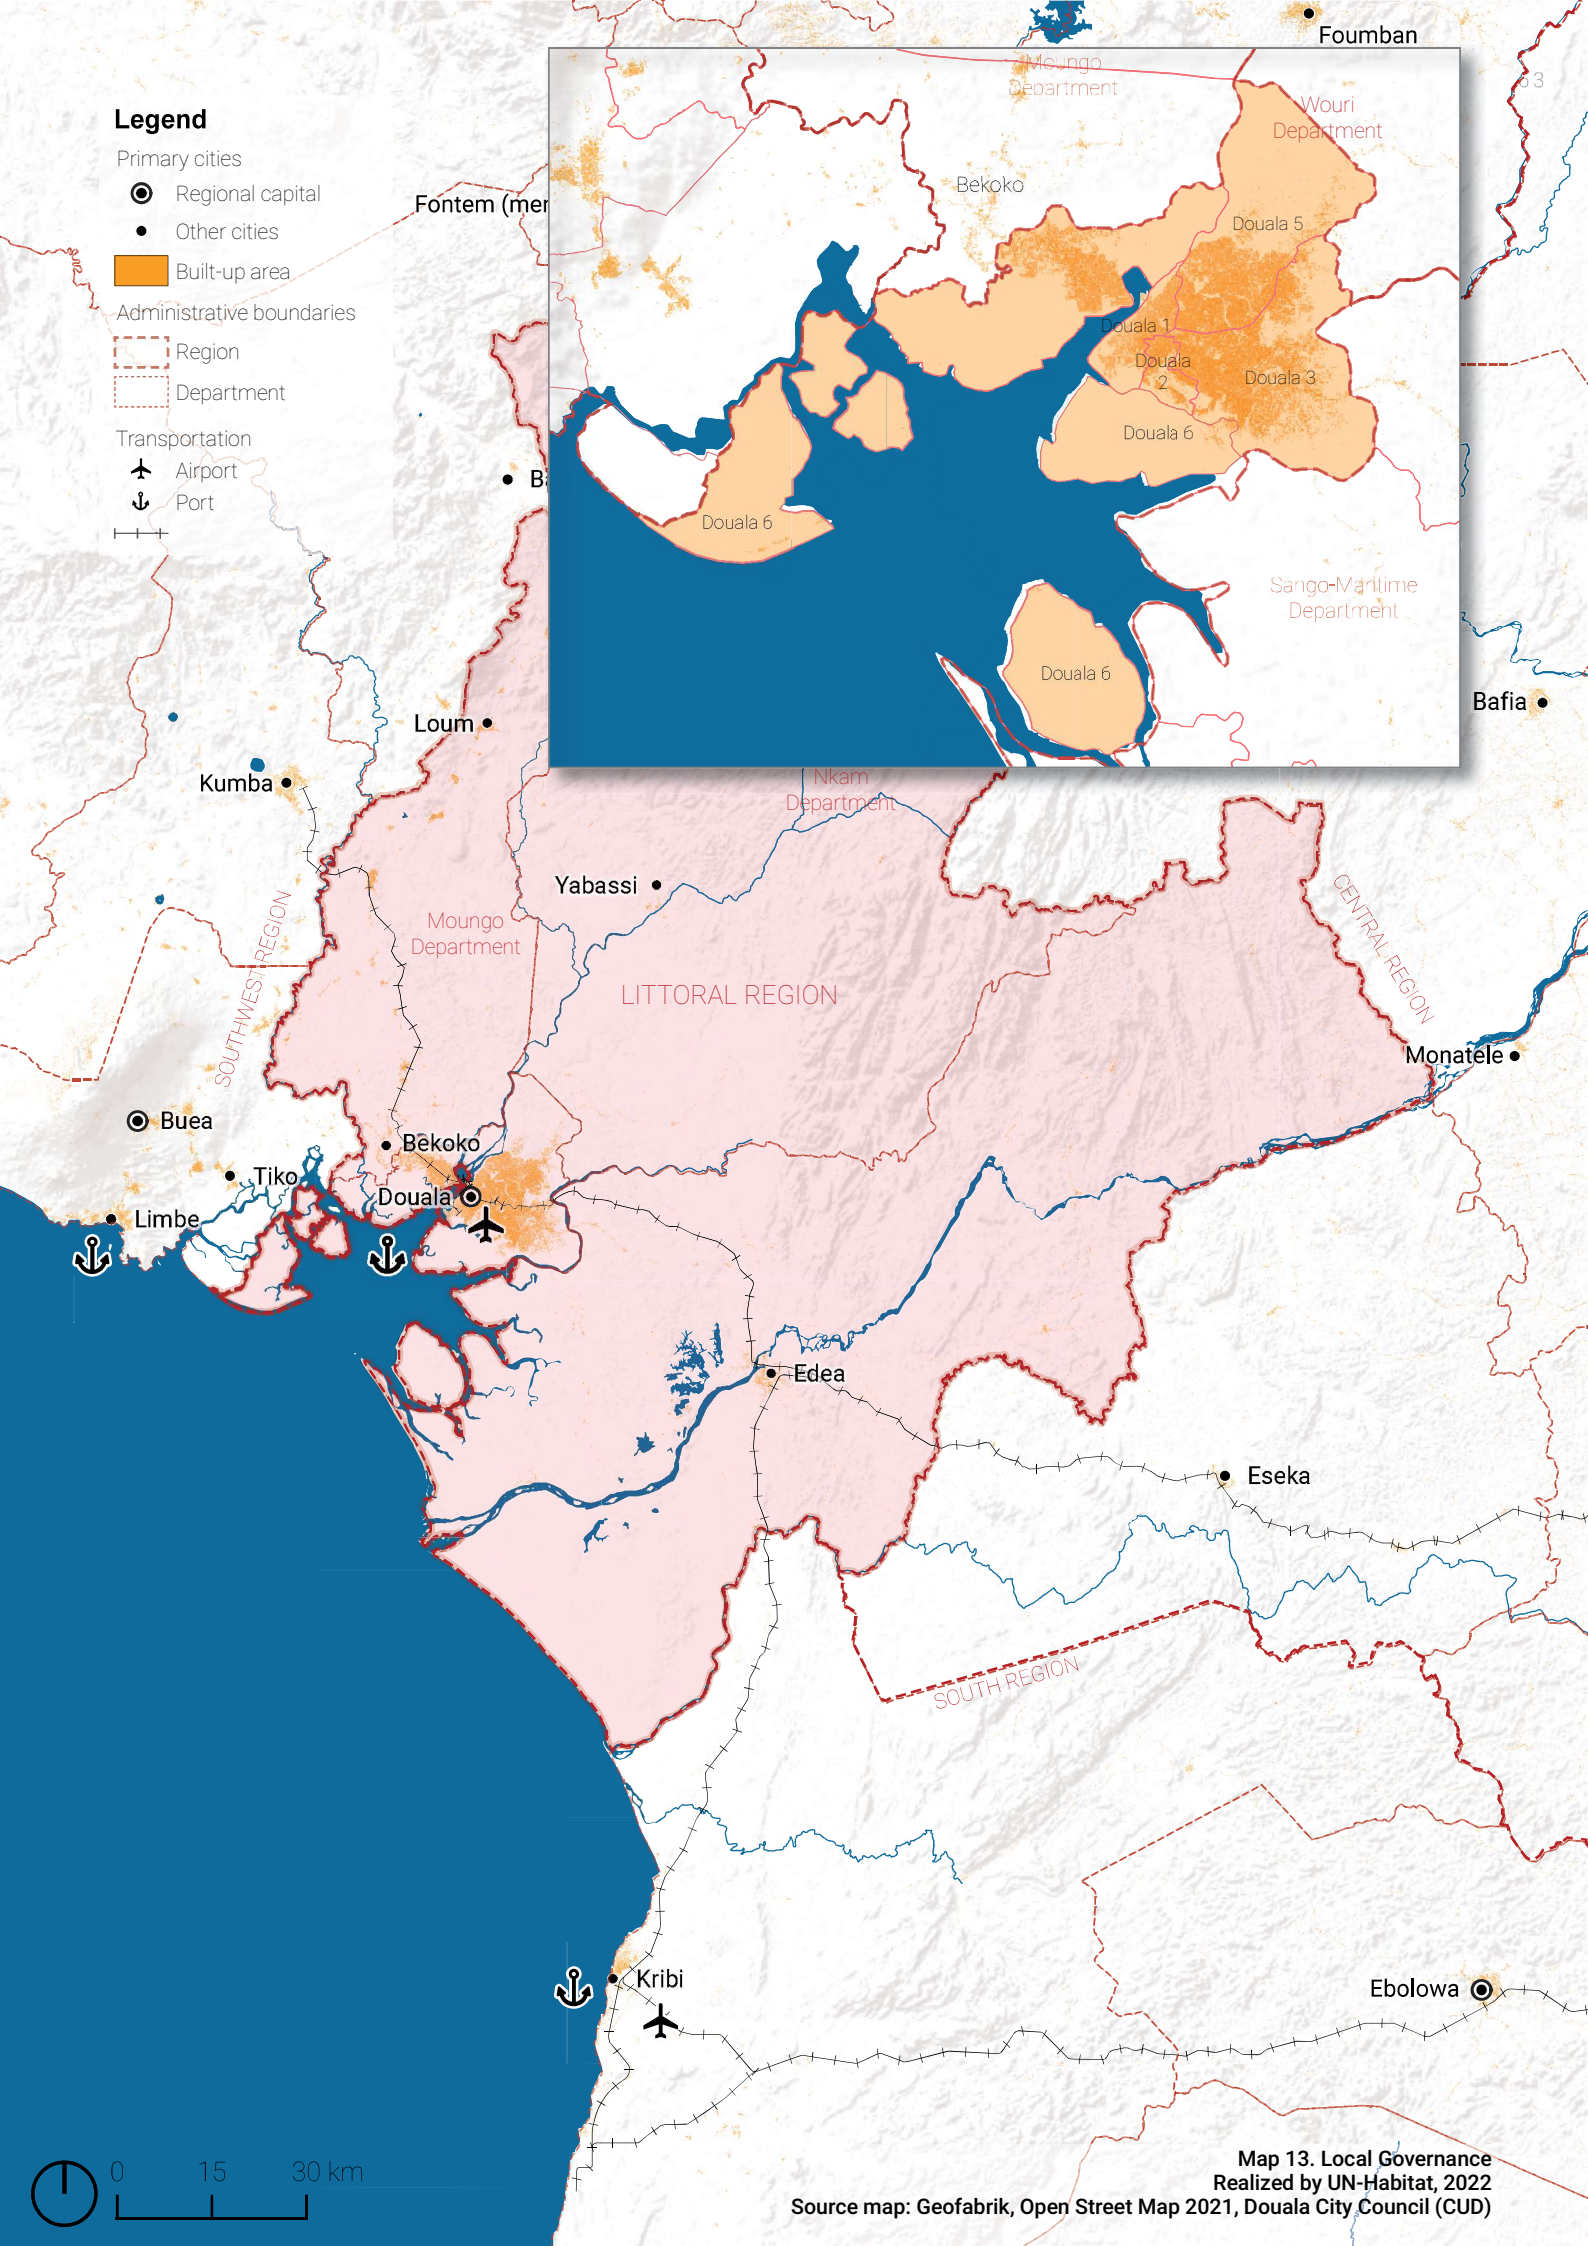 Foumban
Moungo
Department
Wouri
Department
Legend
Primary cities
Regional capital
Other cities
Built-up area
Administrative boundaries
Region
Department
Transportation
Airport
Port
Fontem (mer
Bekoko
Douala 5
Douala 1
Douala
2
Douala 3
Douala 6
Douala 6
Sango-Maritime
Department
Douala 6
Bafia
Loum
Kumba
Nkam
Department
Yabassi
Moungo
Department
SOUTHWEST REGION
LITTORAL REGION
CENTRAL REGION
Monatele
Buea
Bekoko
Tiko
Douala
Limbe
Edea
Eseka
SOUTH REGION
Kribi
Ebolowa
0 15 30 km
Map 13. Local Governance
Realized by UN-Habitat, 2022
Source map: Geofabrik, Open Street Map 2021, Douala City Council (CUD)